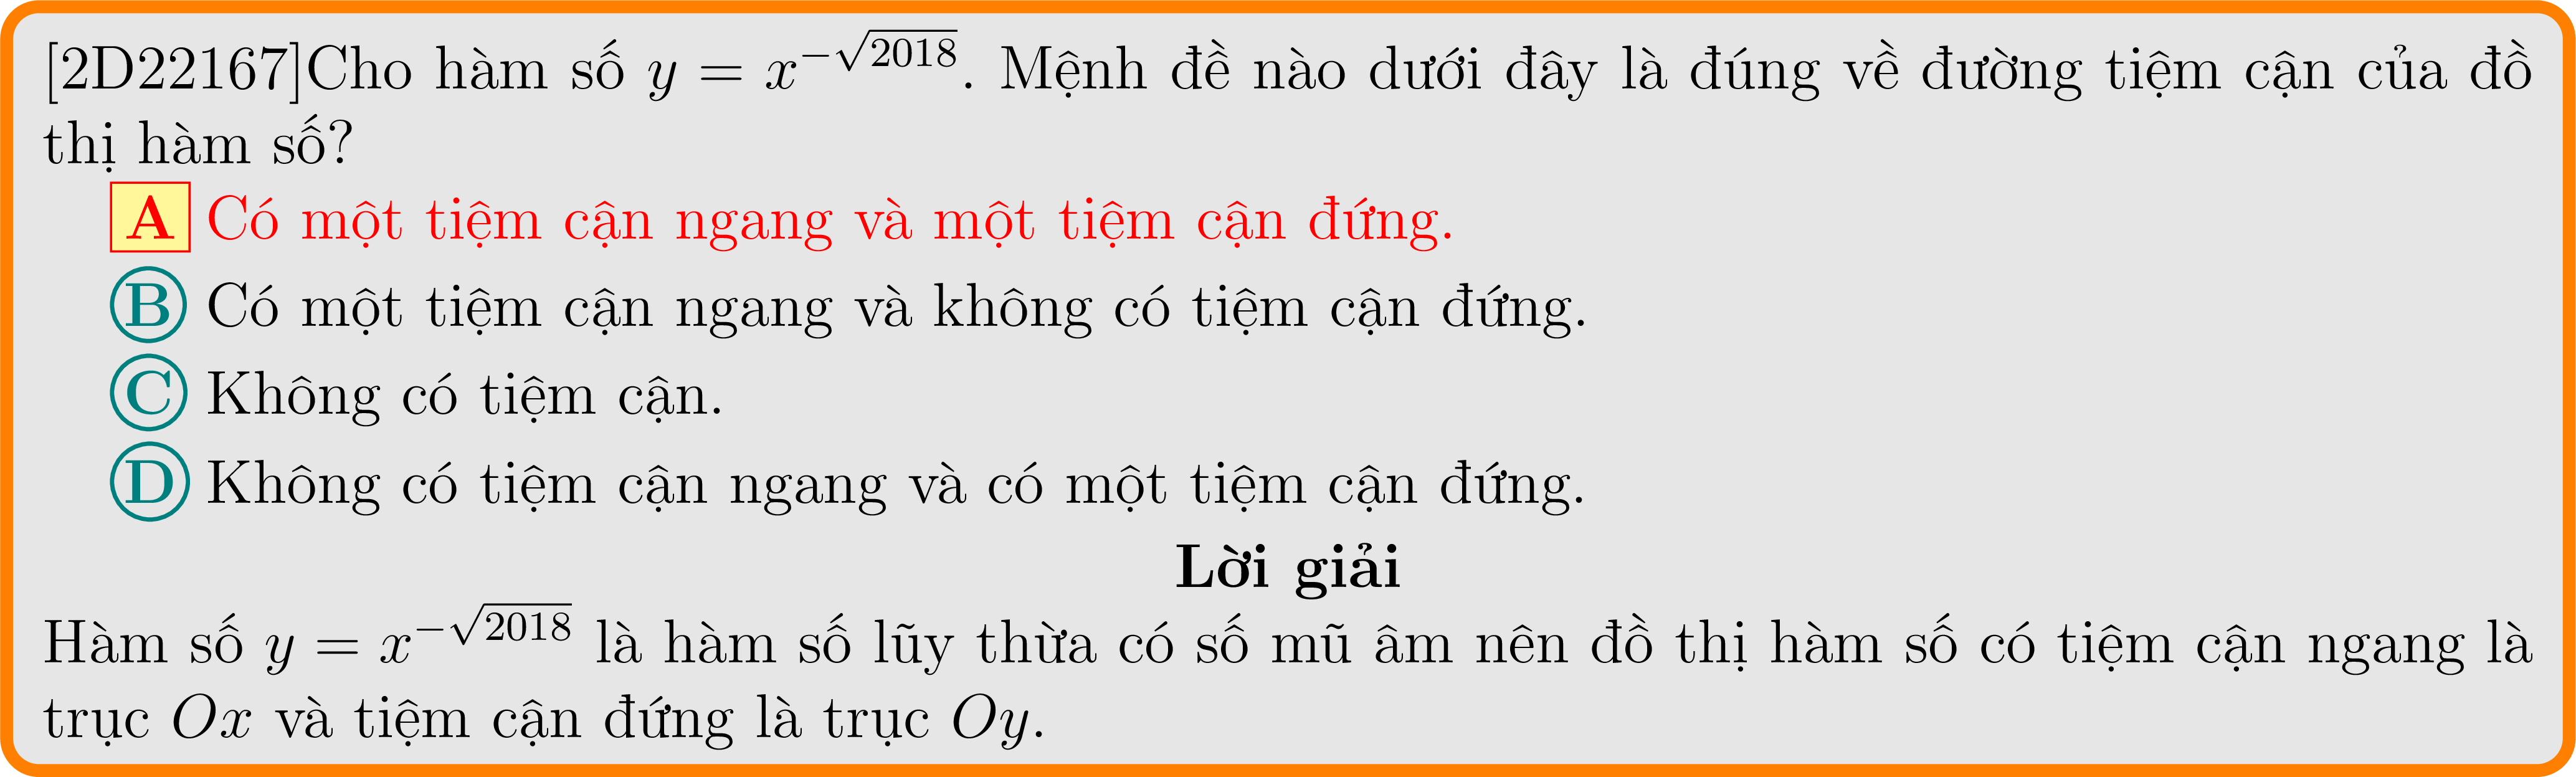 [2D22167]Cho hàm số $y = x^{-\sqrt{2018}}$. Mệnh đề nào dưới đây là đúng về đường tiệm cận của đồ
thị hàm số?
A Có một tiệm cận ngang và một tiệm cận đứng.
B Có một tiệm cận ngang và không có tiệm cận đứng.
C Không có tiệm cận.
D Không có tiệm cận ngang và có một tiệm cận đứng.
Lời giải
Hàm số $y = x^{-\sqrt{2018}}$ là hàm số lũy thừa có số mũ âm nên đồ thị hàm số có tiệm cận ngang là
trục $Ox$ và tiệm cận đứng là trục $Oy$.